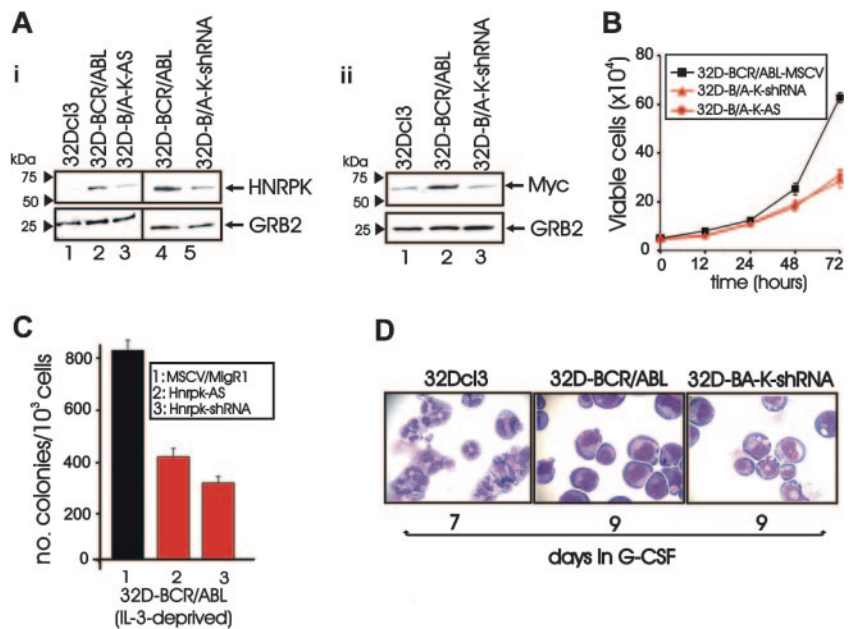 A
i
32Dcl3
32D-BCR/ABL
32D-B/A-K-AS
32D-BCR/ABL
32D-B/A-K-shRNA
kDa
75
50
25
HNRPK
GRB2
1 2 3 4 5
ii
32Dcl3
32D-BCR/ABL
32D-B/A-K-shRNA
kDa
75
50
25
Myc
GRB2
1 2 3
B
Viable cells (x10⁴)
80
60
40
20
0
32D-BCR/ABL-MSCV
32D-B/A-K-shRNA
32D-B/A-K-AS
0 12 24 48 72
time (hours)
C
no. colonies/10³ cells
800
600
400
200
0
1: MSCV/MigR1
2: Hnrpk-AS
3: Hnrpk-shRNA
1 2 3
32D-BCR/ABL
(IL-3-deprived)
D
32Dcl3 32D-BCR/ABL 32D-BA-K-shRNA
7 9 9
days in G-CSF